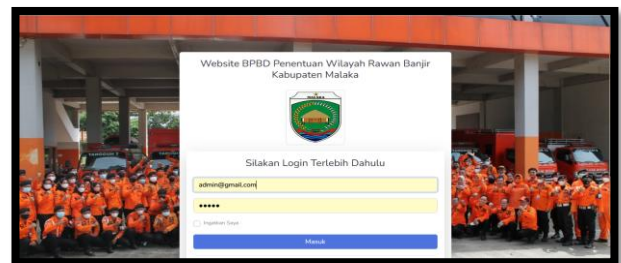 Website BPBD Penentuan Wilayah Rawan Banjir
Kabupaten Malaka
Silakan Login Terlebih Dahulu
admin@gmail.com
•••••
Ingatkan Saya
Masuk